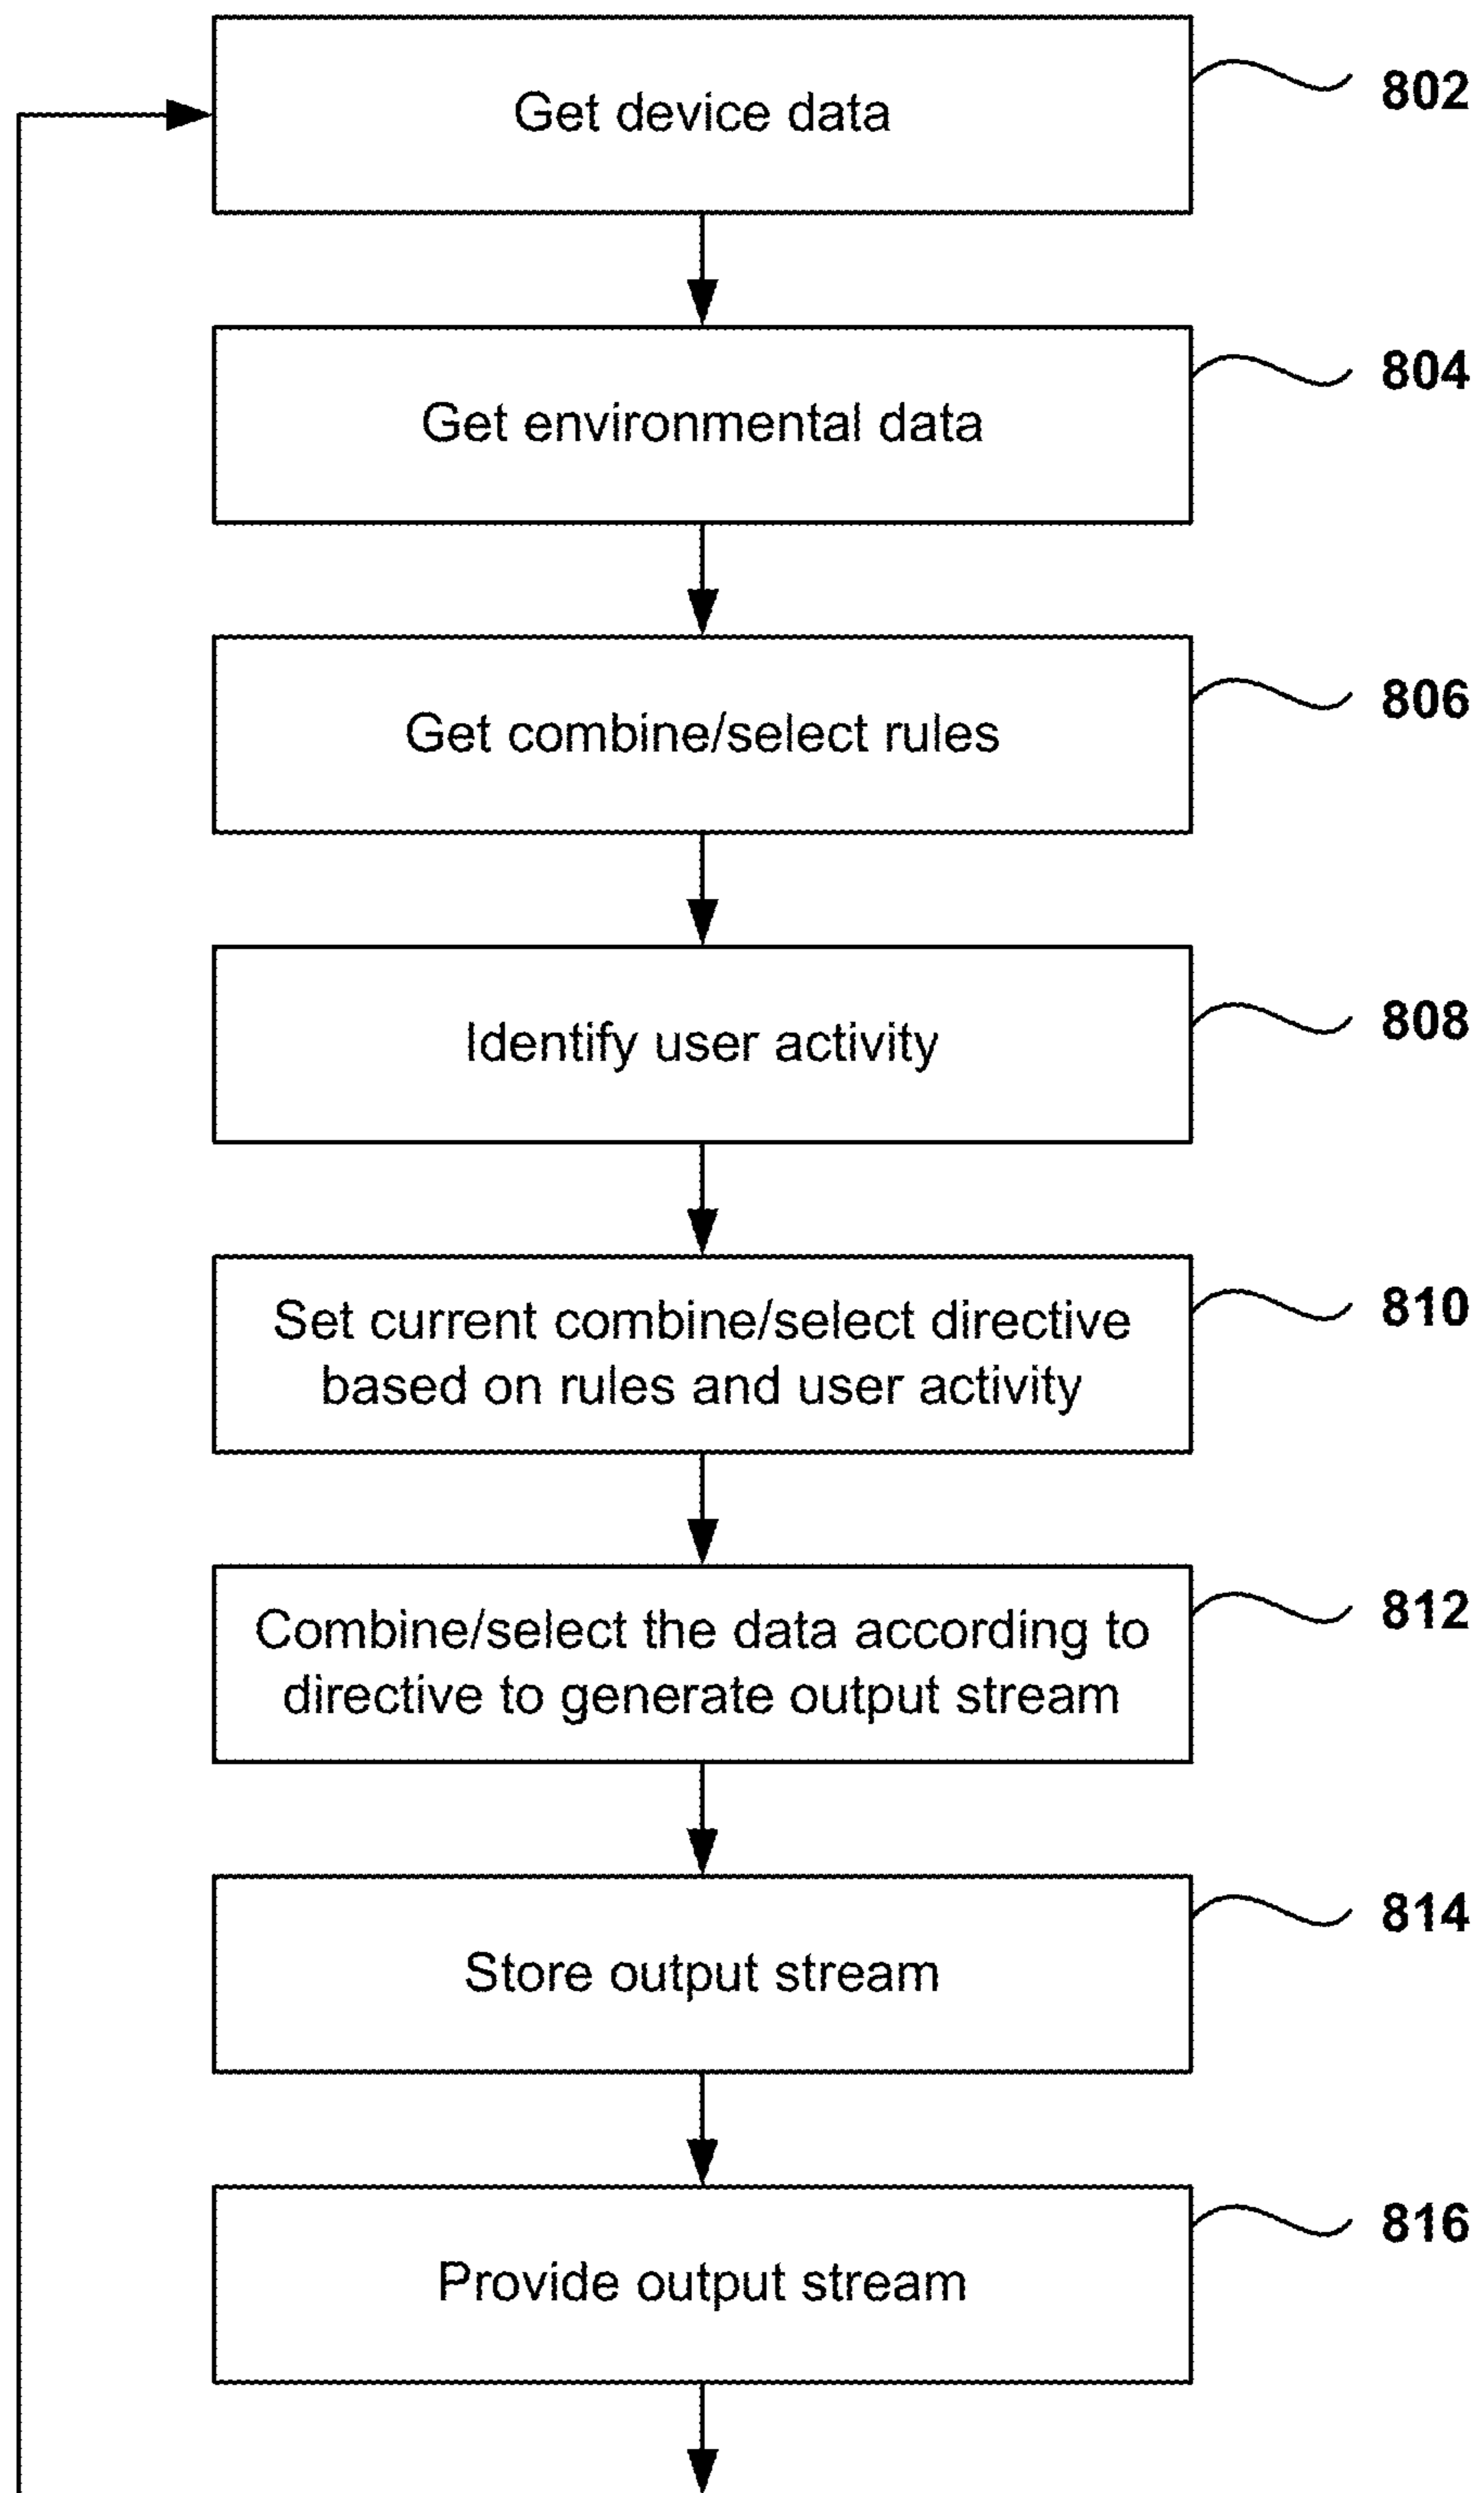 Get device data
802
Get environmental data
804
Get combine/select rules
806
Identify user activity
808
Set current combine/select directive
based on rules and user activity
810
Combine/select the data according to
directive to generate output stream
812
Store output stream
814
Provide output stream
816